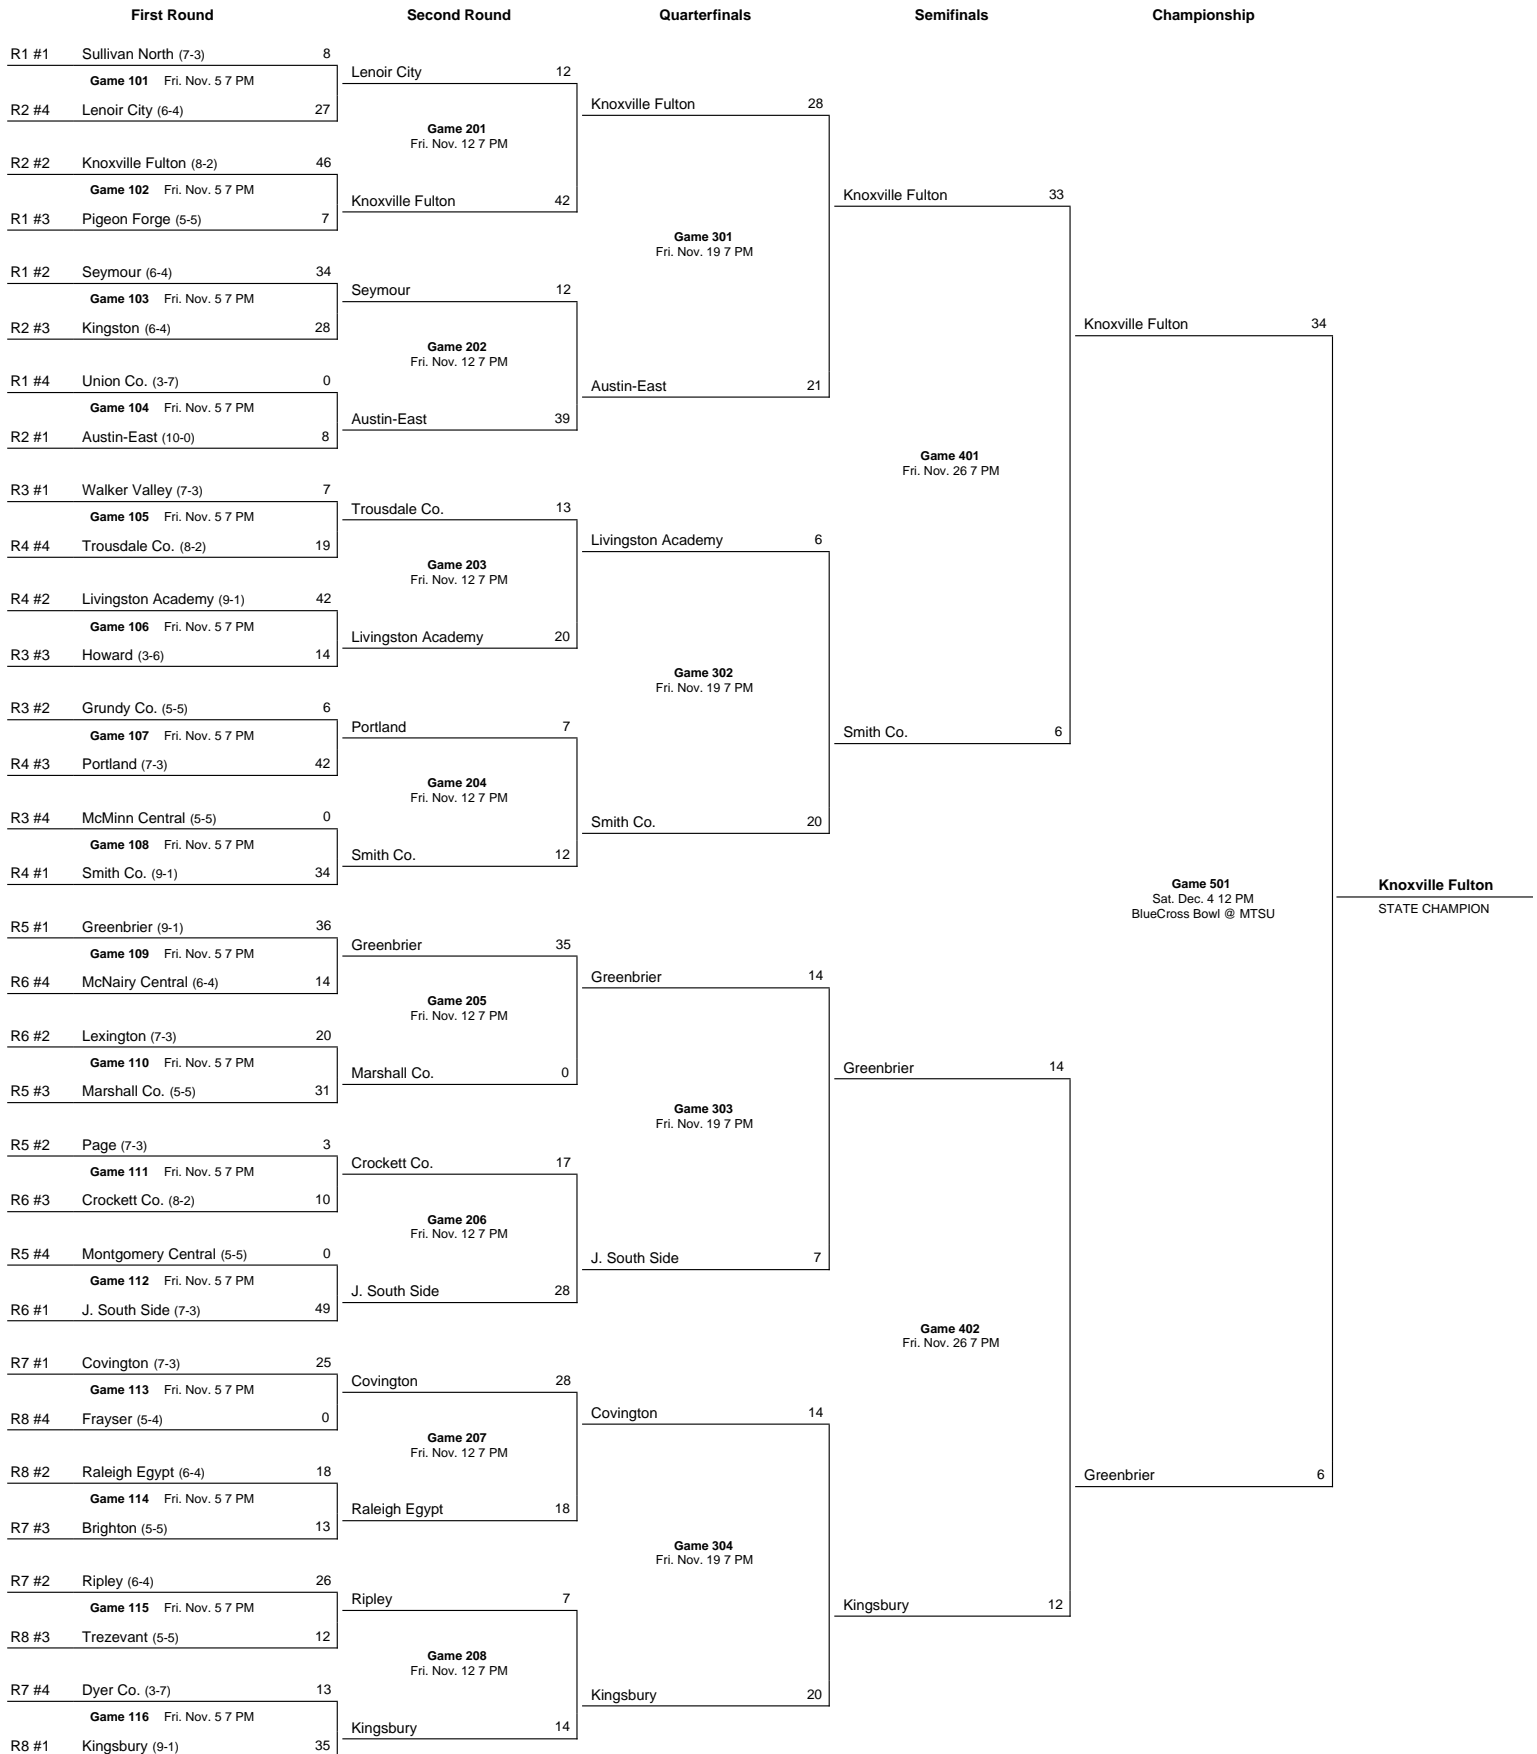 First Round
Second Round
Quarterfinals
Semifinals
Championship
R1 #1 Sullivan North (7-3) 8
Game 101 Fri. Nov. 5 7 PM
R2 #4 Lenoir City (6-4) 27
R2 #2 Knoxville Fulton (8-2) 46
Game 102 Fri. Nov. 5 7 PM
R1 #3 Pigeon Forge (5-5) 7
R1 #2 Seymour (6-4) 34
Game 103 Fri. Nov. 5 7 PM
R2 #3 Kingston (6-4) 28
R1 #4 Union Co. (3-7) 0
Game 104 Fri. Nov. 5 7 PM
R2 #1 Austin-East (10-0) 8
R3 #1 Walker Valley (7-3) 7
Game 105 Fri. Nov. 5 7 PM
R4 #4 Trousdale Co. (8-2) 19
R4 #2 Livingston Academy (9-1) 42
Game 106 Fri. Nov. 5 7 PM
R3 #3 Howard (3-6) 14
R3 #2 Grundy Co. (5-5) 6
Game 107 Fri. Nov. 5 7 PM
R4 #3 Portland (7-3) 42
R3 #4 McMinn Central (5-5) 0
Game 108 Fri. Nov. 5 7 PM
R4 #1 Smith Co. (9-1) 34
R5 #1 Greenbrier (9-1) 36
Game 109 Fri. Nov. 5 7 PM
R6 #4 McNairy Central (6-4) 14
R6 #2 Lexington (7-3) 20
Game 110 Fri. Nov. 5 7 PM
R5 #3 Marshall Co. (5-5) 31
R5 #2 Page (7-3) 3
Game 111 Fri. Nov. 5 7 PM
R6 #3 Crockett Co. (8-2) 10
R5 #4 Montgomery Central (5-5) 0
Game 112 Fri. Nov. 5 7 PM
R6 #1 J. South Side (7-3) 49
R7 #1 Covington (7-3) 25
Game 113 Fri. Nov. 5 7 PM
R8 #4 Frayser (5-4) 0
R8 #2 Raleigh Egypt (6-4) 18
Game 114 Fri. Nov. 5 7 PM
R7 #3 Brighton (5-5) 13
R7 #2 Ripley (6-4) 26
Game 115 Fri. Nov. 5 7 PM
R8 #3 Trezevant (5-5) 12
R7 #4 Dyer Co. (3-7) 13
Game 116 Fri. Nov. 5 7 PM
R8 #1 Kingsbury (9-1) 35
Lenoir City 12
Game 201
Fri. Nov. 12 7 PM
Knoxville Fulton 42
Seymour 12
Game 202
Fri. Nov. 12 7 PM
Austin-East 39
Trousdale Co. 13
Game 203
Fri. Nov. 12 7 PM
Livingston Academy 20
Portland 7
Game 204
Fri. Nov. 12 7 PM
Smith Co. 12
Greenbrier 35
Game 205
Fri. Nov. 12 7 PM
Marshall Co. 0
Crockett Co. 17
Game 206
Fri. Nov. 12 7 PM
J. South Side 28
Covington 28
Game 207
Fri. Nov. 12 7 PM
Raleigh Egypt 18
Ripley 7
Game 208
Fri. Nov. 12 7 PM
Kingsbury 14
Knoxville Fulton 28
Game 301
Fri. Nov. 19 7 PM
Austin-East 21
Livingston Academy 6
Game 302
Fri. Nov. 19 7 PM
Smith Co. 20
Greenbrier 14
Game 303
Fri. Nov. 19 7 PM
J. South Side 7
Covington 14
Game 304
Fri. Nov. 19 7 PM
Kingsbury 20
Knoxville Fulton 33
Game 401
Fri. Nov. 26 7 PM
Smith Co. 6
Greenbrier 14
Game 402
Fri. Nov. 26 7 PM
Kingsbury 12
Knoxville Fulton 34
Game 501
Sat. Dec. 4 12 PM
BlueCross Bowl @ MTSU
Greenbrier 6
Knoxville Fulton
STATE CHAMPION